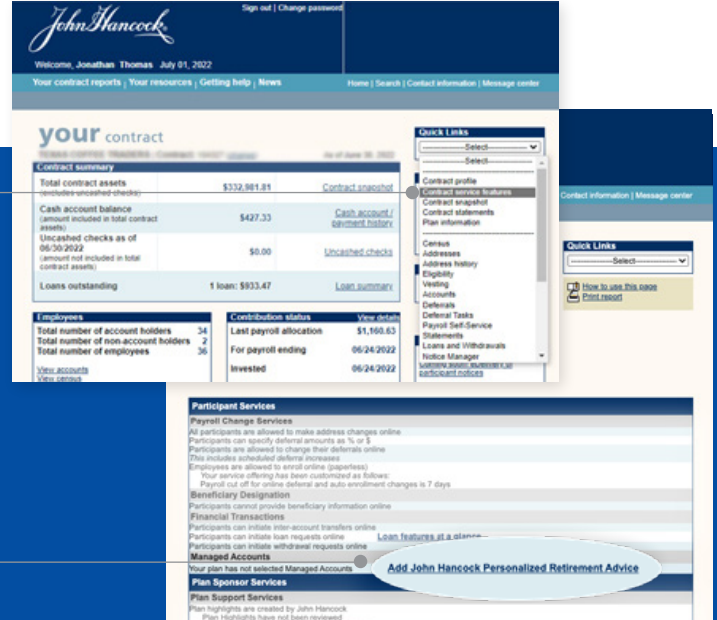 John Hancock
Sign out | Change password
Welcome, Jonathan Thomas July 01, 2022
Your contract reports | Your resources | Getting help | News
Home | Search | Contact information | Message center
your contract
Contract summary
Total contract assets
(excludes uncashed checks)
$332,981.81
Contract snapshot
Cash account balance
(amount included in total contract
assets)
$427.33
Cash account /
payment history
Uncashed checks as of
06/30/2022
(amount not included in total
contract assets)
$0.00
Uncashed checks
Loans outstanding
1 loan: $933.47
Loan summary
Employees
Total number of account holders 34
Total number of non-account holders 2
Total number of employees 36
View accounts
View census
Contribution status View details
Last payroll allocation $1,160.63
For payroll ending 06/24/2022
Invested 06/24/2022
Quick Links
---Select---
---Select---
Contract profile
Contract service features
Contract snapshot
Contract statements
Plan information
Census
Addresses
Address history
Eligibility
Vesting
Accounts
Deferrals
Deferral Tasks
Payroll Self-Service
Statements
Loans and Withdrawals
Notice Manager
participant notices
Contact information | Message center
Quick Links
---Select---
How to use this page
Print report
Participant Services
Payroll Change Services
All participants are allowed to make address changes online
Participants can specify deferral amounts as % or $
Participants are allowed to change their deferrals online
This includes scheduled deferral increases
Employees are allowed to enroll online (paperless)
Your service offering has been customized as follows:
Payroll cut off for online deferral and auto enrollment changes is 7 days
Beneficiary Designation
Participants cannot provide beneficiary information online
Financial Transactions
Participants can initiate inter-account transfers online
Participants can initiate loan requests online Loan features at a glance
Participants can initiate withdrawal requests online
Managed Accounts
Your plan has not selected Managed Accounts
Add John Hancock Personalized Retirement Advice
Plan Sponsor Services
Plan Support Services
Plan highlights are created by John Hancock
Plan Highlights have not been reviewed